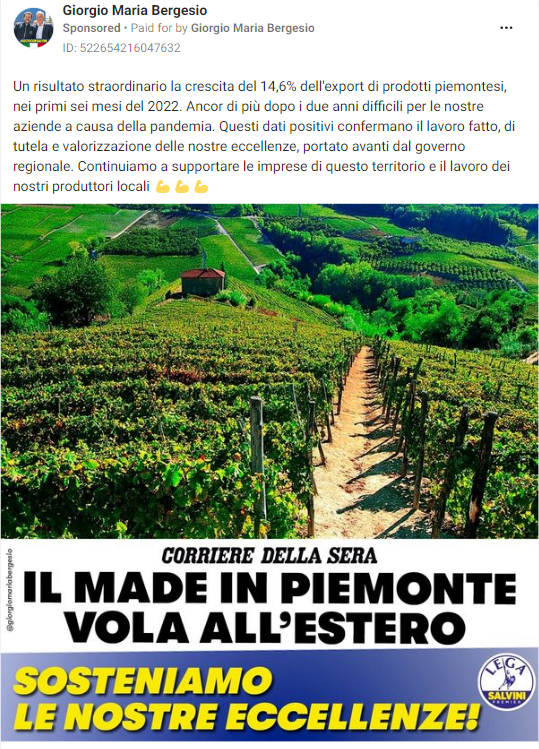 Giorgio Maria Bergesio
Sponsored • Paid for by Giorgio Maria Bergesio
ID: 522654216047632
Un risultato straordinario la crescita del 14,6% dell'export di prodotti piemontesi,
nei primi sei mesi del 2022. Ancor di più dopo i due anni difficili per le nostre
aziende a causa della pandemia. Questi dati positivi confermano il lavoro fatto, di
tutela e valorizzazione delle nostre eccellenze, portato avanti dal governo
regionale. Continuiamo a supportare le imprese di questo territorio e il lavoro dei
nostri produttori locali 💪 💪 💪
@giorgiomariabergesio
CORRIERE DELLA SERA
IL MADE IN PIEMONTE
VOLA ALL'ESTERO
SOSTENIAMO
LE NOSTRE ECCELLENZE!
LEGA
SALVINI
PREMIER